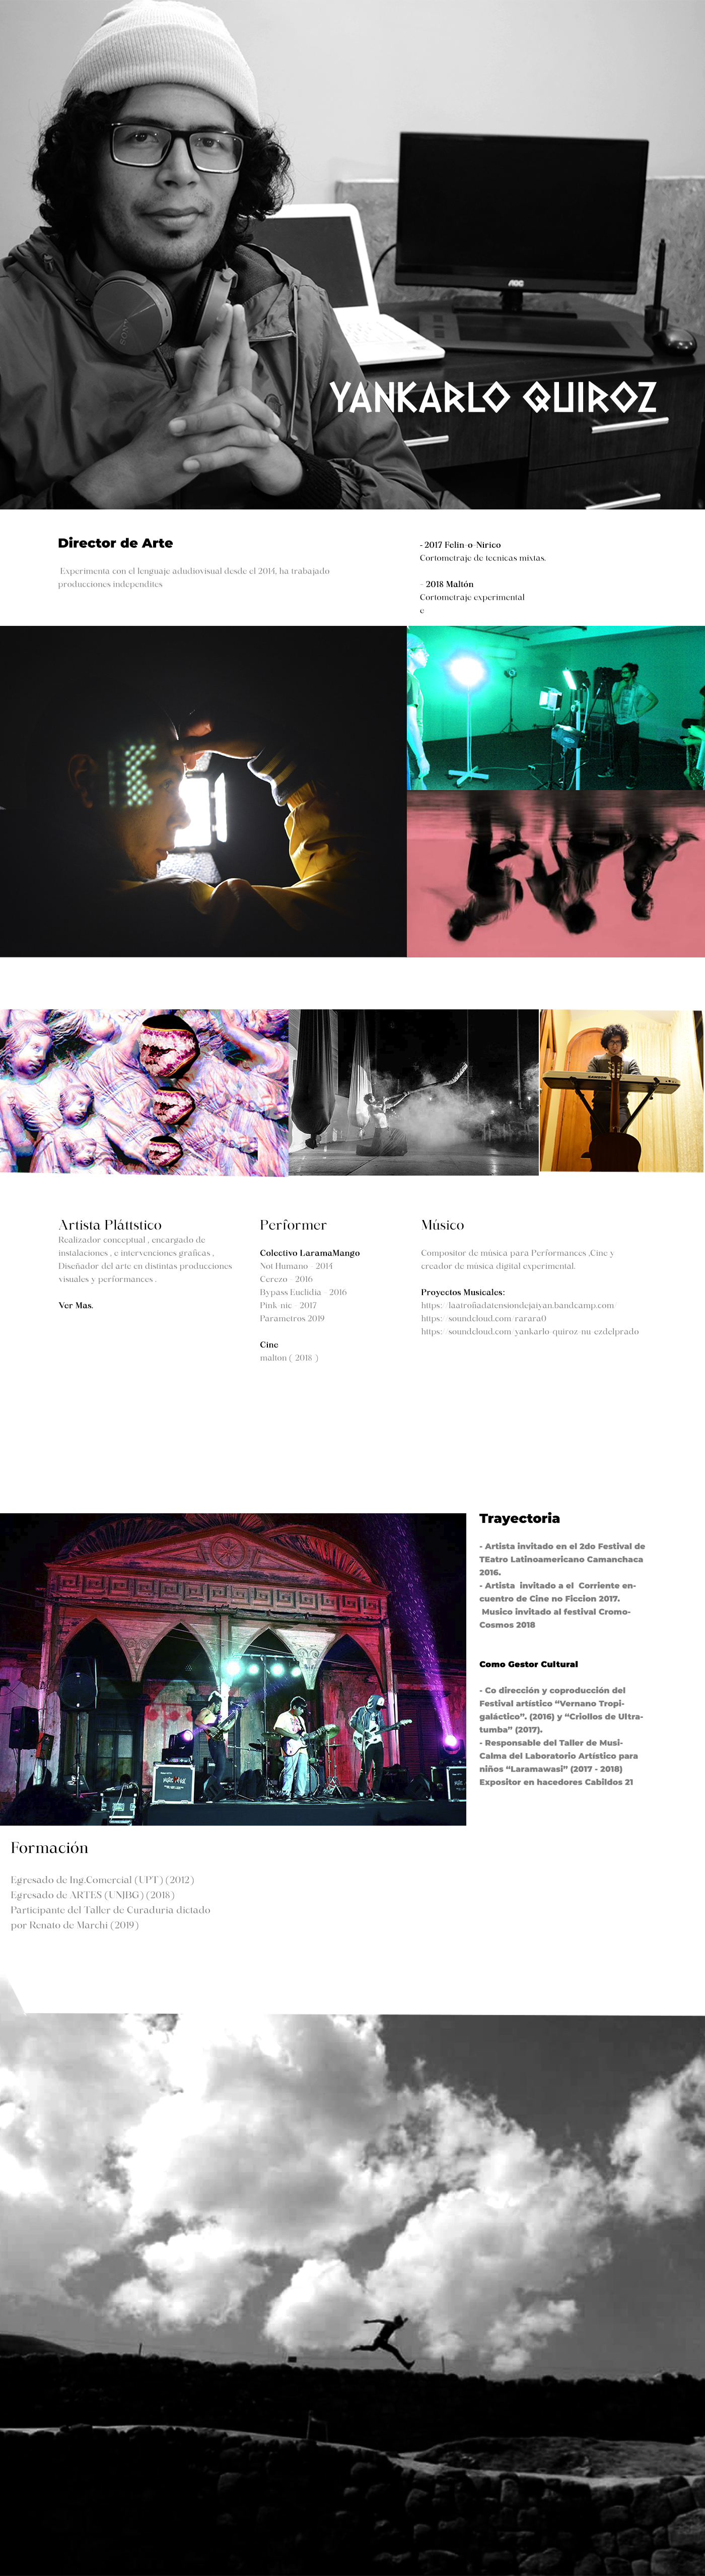 SONY
AOC
YANKARLO QUIROZ
Director de Arte
Experimenta con el lenguaje adudiovisual desde el 2014, ha trabajado
producciones independites
- 2017 Felin-o-Nirico
Cortometraje de tecnicas mixtas.
- 2018 Maltón
Cortometraje experimental
e
Artista Pláttstico
Realizador conceptual , encargado de
instalaciones , e intervenciones graficas ,
Diseñador del arte en distintas producciones
visuales y performances .
Ver Mas.
Performer
Colectivo LaramaMango
Not Humano - 2014
Cerezo - 2016
Bypass Euclidia - 2016
Pink-nic - 2017
Parametros 2019
Cine
malton ( 2018 )
Músico
Compositor de música para Performances ,Cine y
creador de música digital experimental.
Proyectos Musicales:
https://laatrofiadatensiondejaiyan.bandcamp.com/
https://soundcloud.com/rarara0
https://soundcloud.com/yankarlo-quiroz-nu-ezdelprado
Trayectoria
- Artista invitado en el 2do Festival de
TEatro Latinoamericano Camanchaca
2016.
- Artista invitado a el Corriente en-
cuentro de Cine no Ficcion 2017.
Musico invitado al festival Cromo-
Cosmos 2018
Como Gestor Cultural
- Co dirección y coproducción del
Festival artístico “Vernano Tropi-
galáctico”. (2016) y “Criollos de Ultra-
tumba” (2017).
- Responsable del Taller de Musi-
Calma del Laboratorio Artístico para
niños “Laramawasi” (2017 - 2018)
Expositor en hacedores Cabildos 21
Formación
Egresado de Ing.Comercial (UPT) (2012)
Egresado de ARTES (UNJBG) (2018)
Participante del Taller de Curaduria dictado
por Renato de Marchi (2019)